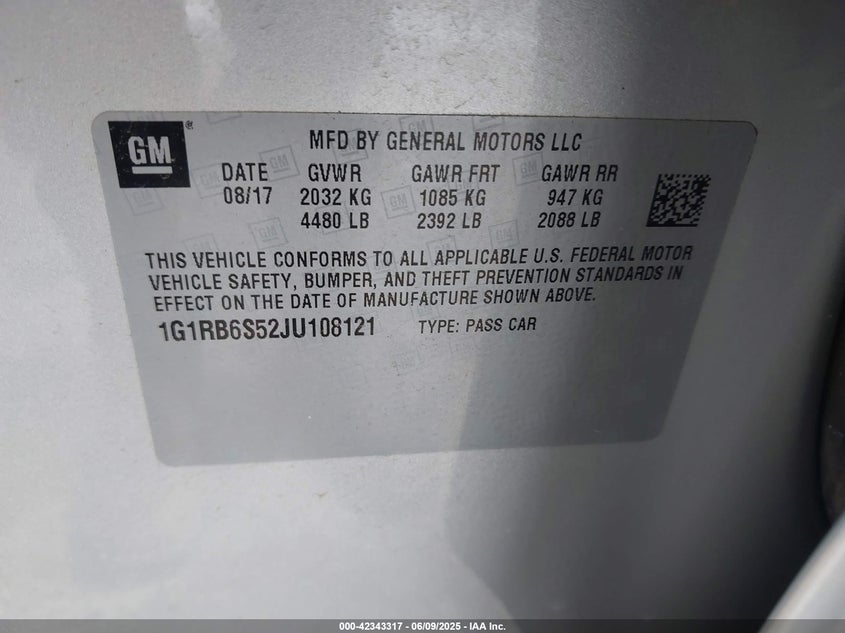 GM ® MFD BY GENERAL MOTORS LLC
DATE GVWR GAWR FRT GAWR RR
08/17 2032 KG 1085 KG 947 KG
4480 LB 2392 LB 2088 LB
THIS VEHICLE CONFORMS TO ALL APPLICABLE U.S. FEDERAL MOTOR
VEHICLE SAFETY, BUMPER, AND THEFT PREVENTION STANDARDS IN
EFFECT ON THE DATE OF MANUFACTURE SHOWN ABOVE.
1G1RB6S52JU108121 TYPE: PASS CAR
000-42343317 - 06/09/2025 - IAA Inc.